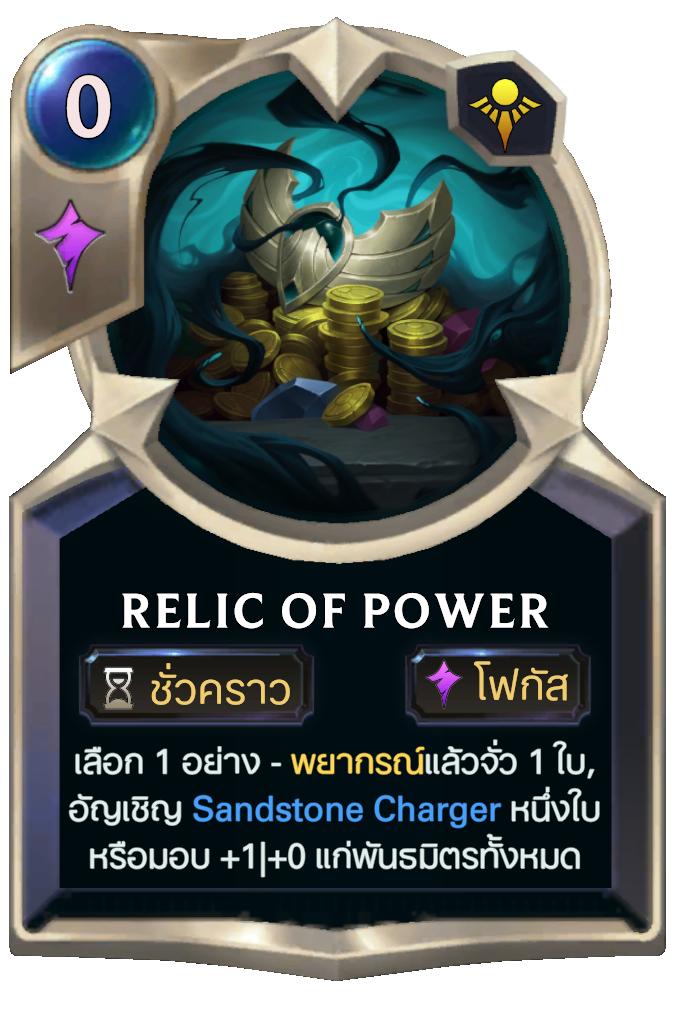 0
RELIC OF POWER
ชั่วคราว
โฟกัส
เลือก 1 อย่าง - พยากรณ์แล้วจั่ว 1 ใบ,
อัญเชิญ Sandstone Charger หนึ่งใบ
หรือมอบ +1|+0 แก่พันธมิตรทั้งหมด